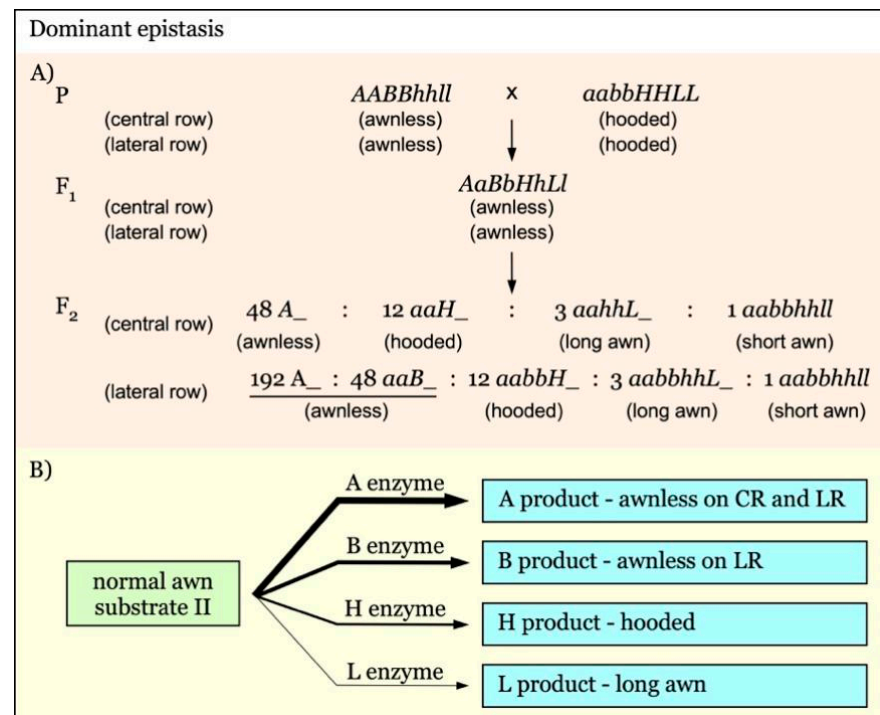 Dominant epistasis
A)
P AABBhhll x aabbHHLL
(central row) (awnless) (hooded)
(lateral row) (awnless) (hooded)
F1 AaBbHhLl
(central row) (awnless)
(lateral row) (awnless)
F2 (central row) 48 A_ : 12 aaH_ : 3 aahhL_ : 1 aabbhhll
(awnless) (hooded) (long awn) (short awn)
(lateral row) 192 A_ : 48 aaB_ : 12 aabbH_ : 3 aabbhhL_ : 1 aabbhhll
(awnless) (hooded) (long awn) (short awn)
B)
normal awn
substrate II
A enzyme
A product - awnless on CR and LR
B enzyme
B product - awnless on LR
H enzyme
H product - hooded
L enzyme
L product - long awn